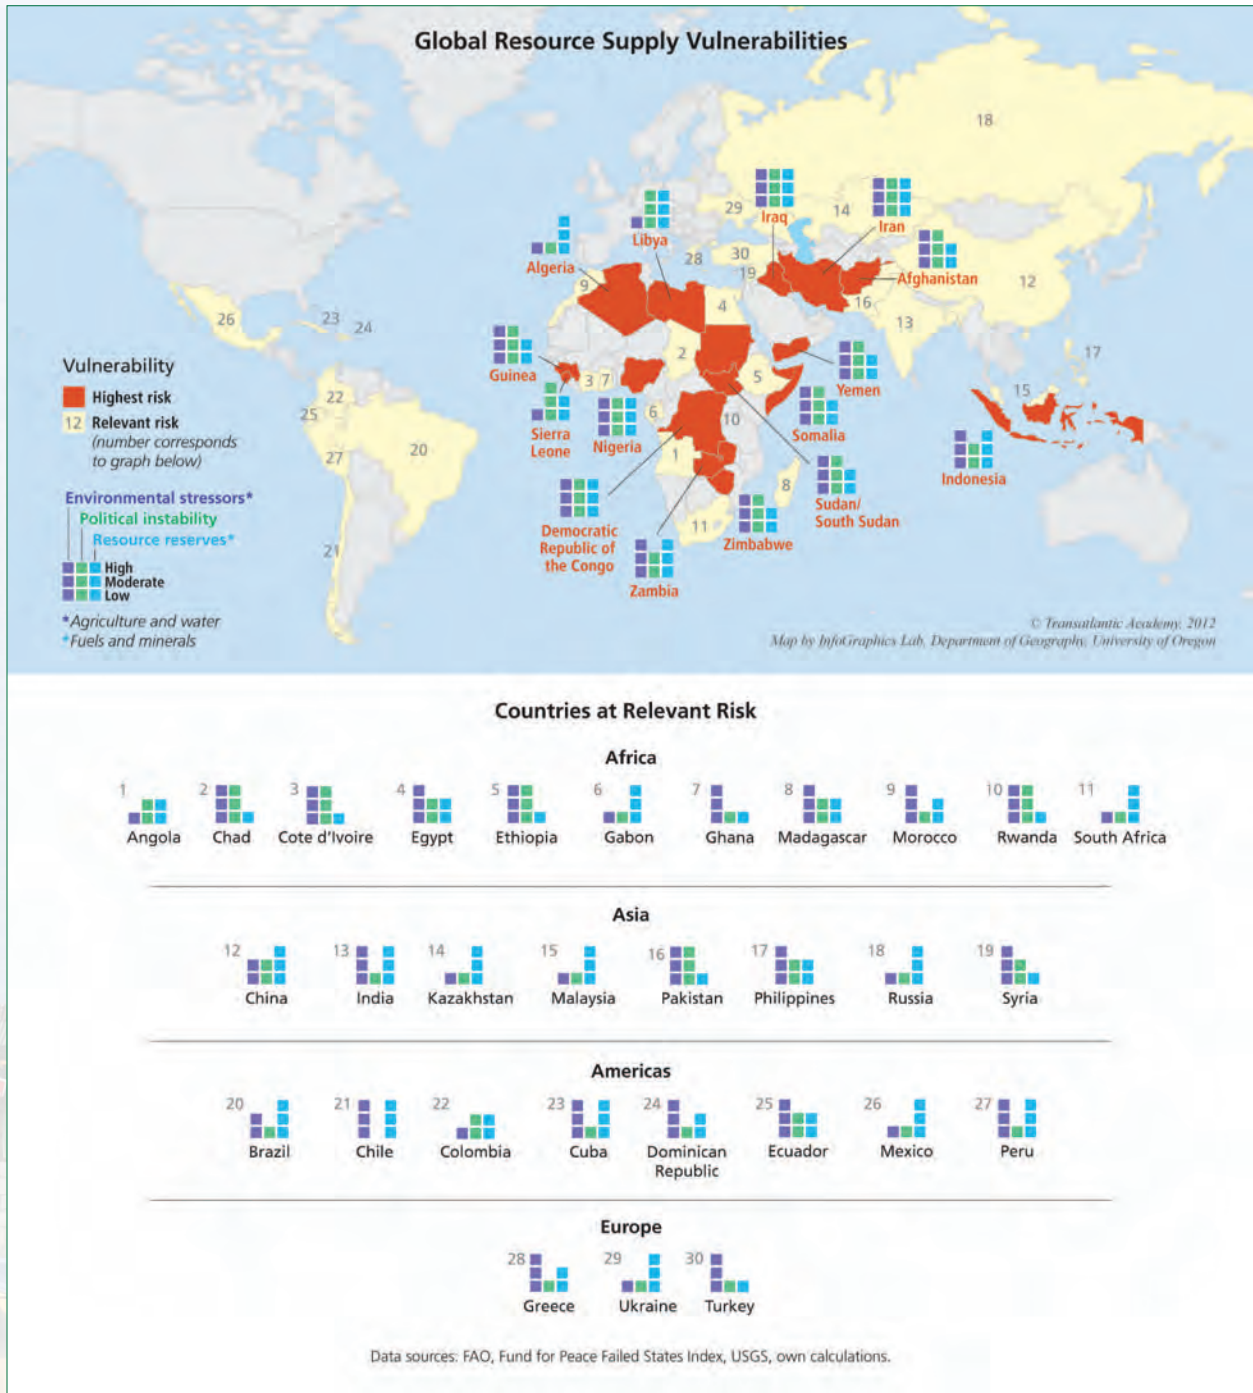 Global Resource Supply Vulnerabilities
18
29
14
Iraq
Iran
Libya
28
30
Algeria
19
Afghanistan
12
9
4
16
13
26
23
24
17
Vulnerability
Highest risk
12 Relevant risk
(number corresponds
to graph below)
Guinea
3
7
2
5
Yemen
22
25
15
Sierra
Leone
Nigeria
6
10
Somalia
20
27
1
Indonesia
Environmental stressors*
Political instability
Resource reserves*
8
Sudan/
South Sudan
Democratic
Republic of
the Congo
11
Zimbabwe
21
High
Moderate
Low
Zambia
*Agriculture and water
*Fuels and minerals
© Transatlantic Academy, 2012
Map by InfoGraphics Lab, Department of Geography, University of Oregon
Countries at Relevant Risk
Africa
1 2 3 4 5 6 7 8 9 10 11
Angola Chad Cote d'Ivoire Egypt Ethiopia Gabon Ghana Madagascar Morocco Rwanda South Africa
Asia
12 13 14 15 16 17 18 19
China India Kazakhstan Malaysia Pakistan Philippines Russia Syria
Americas
20 21 22 23 24 25 26 27
Brazil Chile Colombia Cuba Dominican Ecuador Mexico Peru
Republic
Europe
28 29 30
Greece Ukraine Turkey
Data sources: FAO, Fund for Peace Failed States Index, USGS, own calculations.